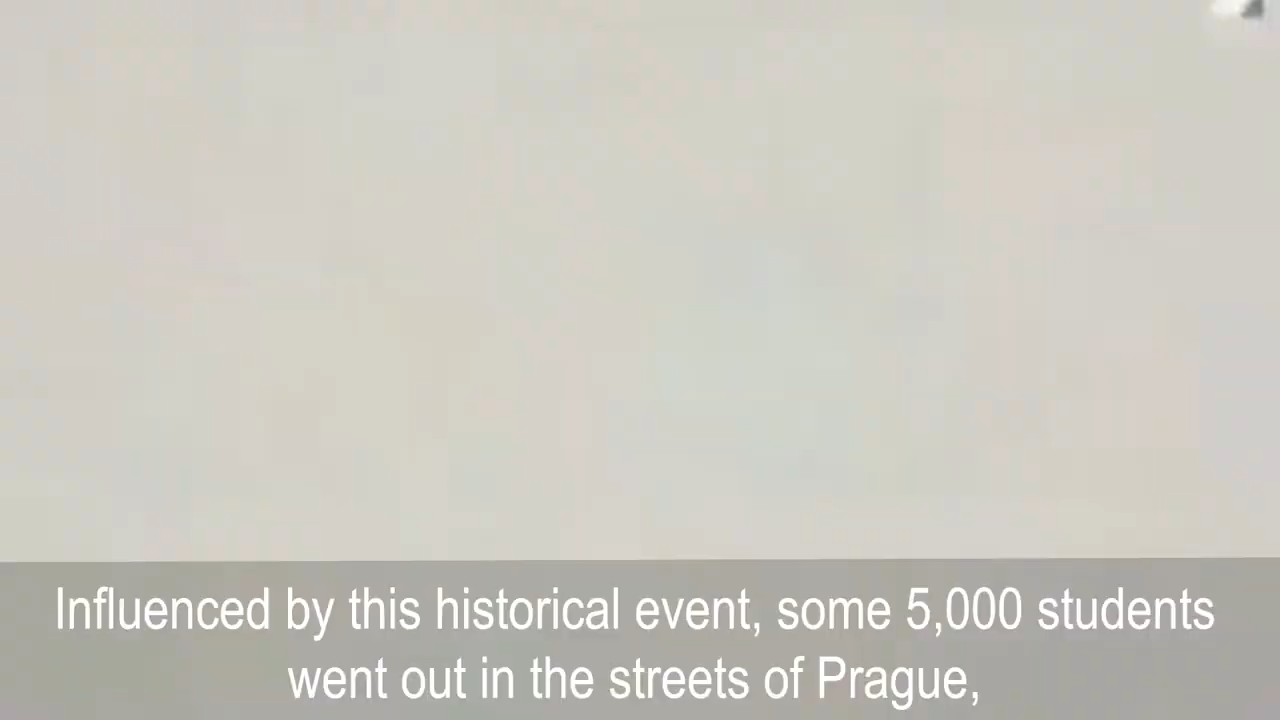 Influenced by this historical event, some 5,000 students
went out in the streets of Prague,